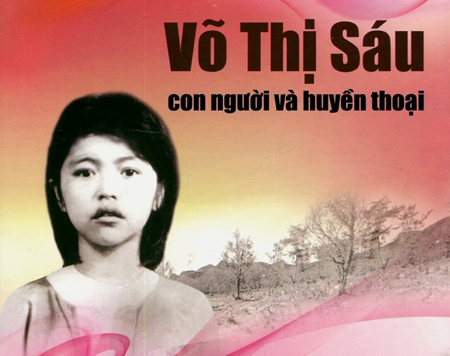 Võ Thị Sáu
con người và huyền thoại